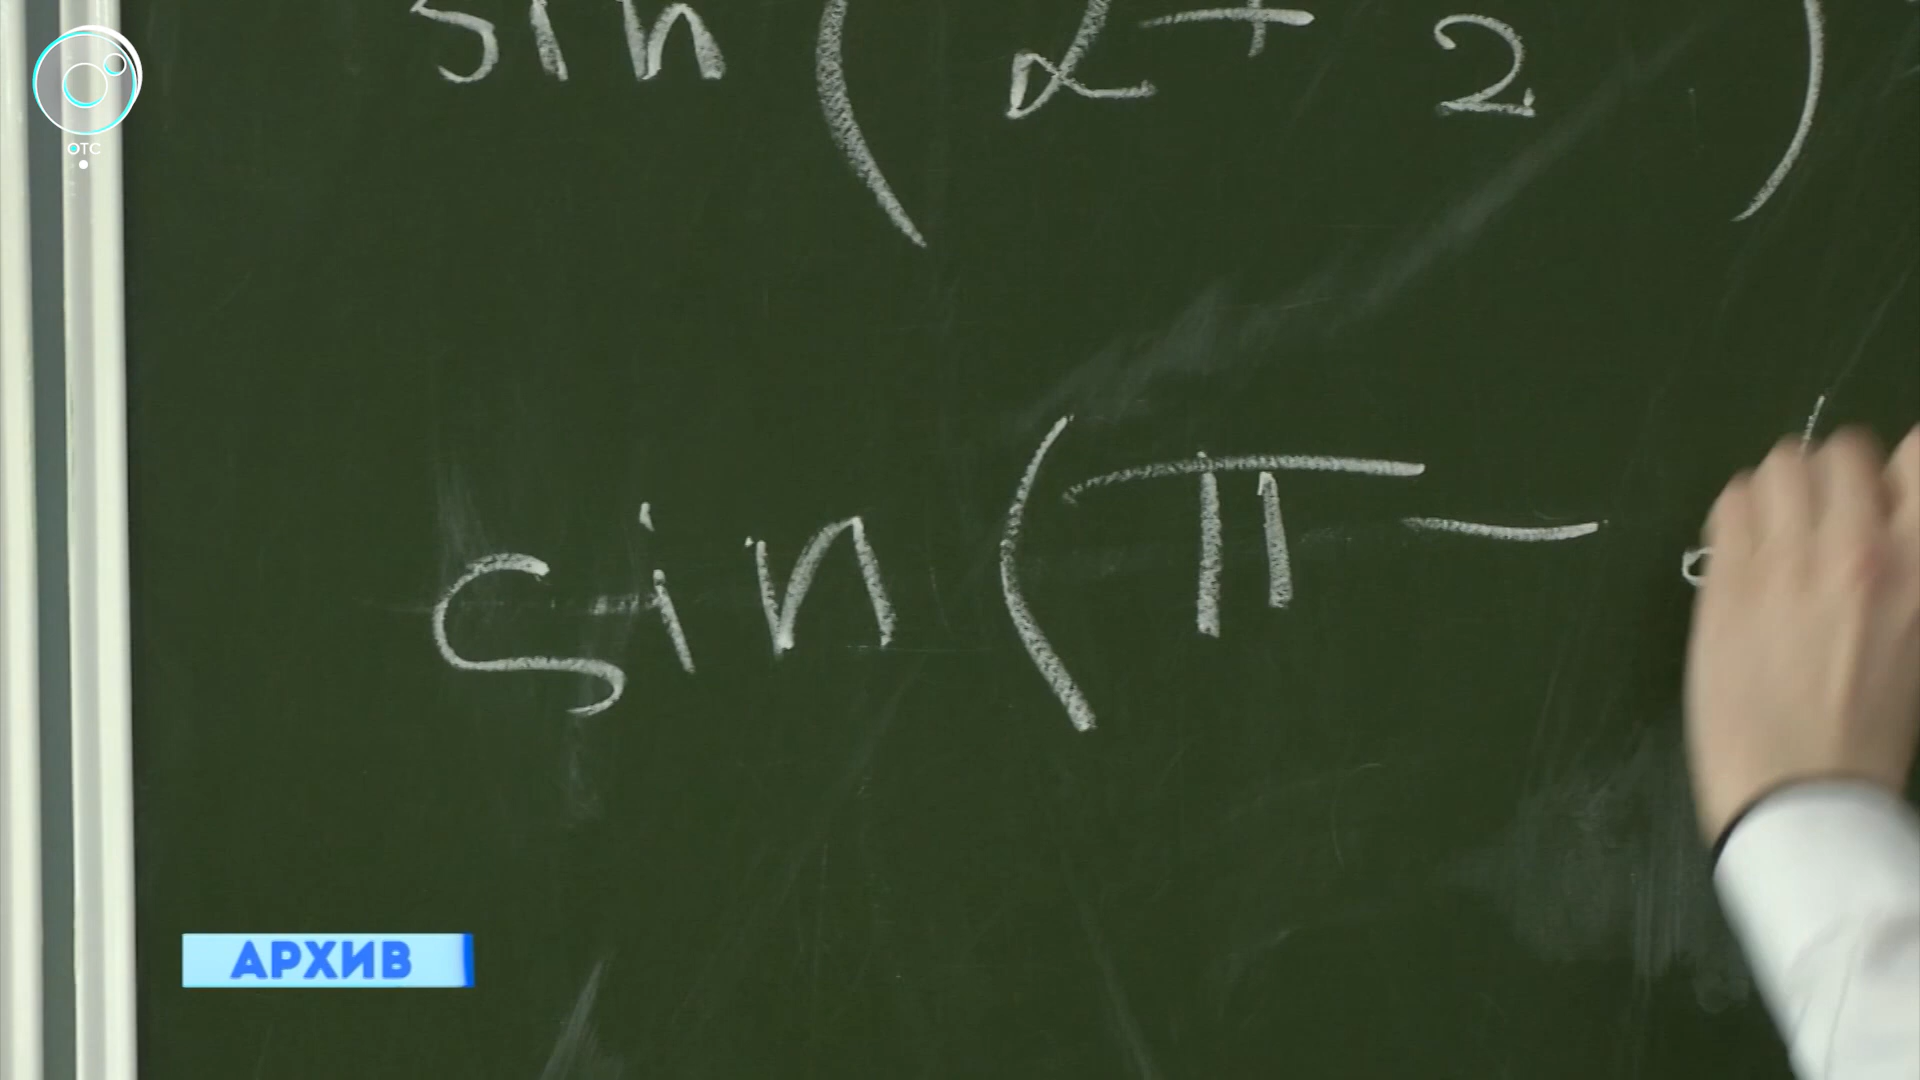 ОТС
sin(α + 2)
sin(π −
АРХИВ